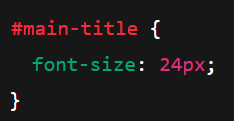 #main-title {
  font-size: 24px;
}